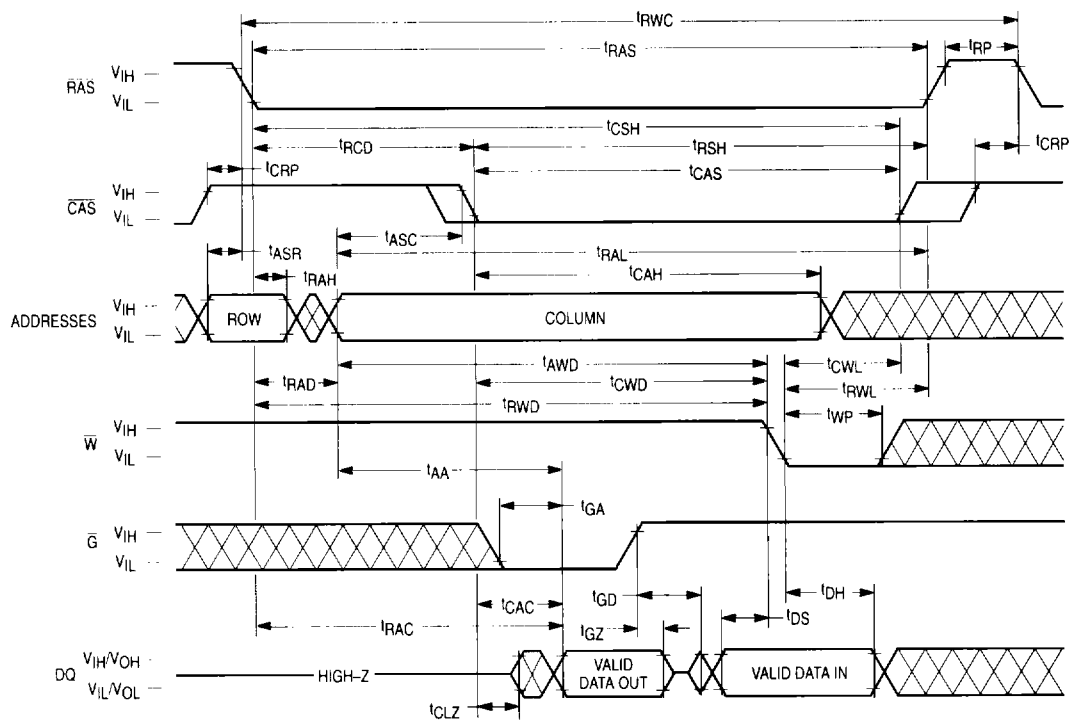 tRWC
tRAS
tRP
RAS
VIH
VIL
tCSH
tRCD
tRSH
tCRP
tCRP
tCAS
CAS
VIH
VIL
tASC
tASR
tRAL
tRAH
tCAH
ADDRESSES
VIH
VIL
ROW
COLUMN
tAWD
tCWL
tRAD
tCWD
tRWL
tRWD
tWP
W
VIH
VIL
tAA
tGA
G
VIH
VIL
tCAC
tGD
tDH
tRAC
tGZ
tDS
DQ
VIH/VOH
VIL/VOL
HIGH–Z
VALID
DATA OUT
VALID DATA IN
tCLZ